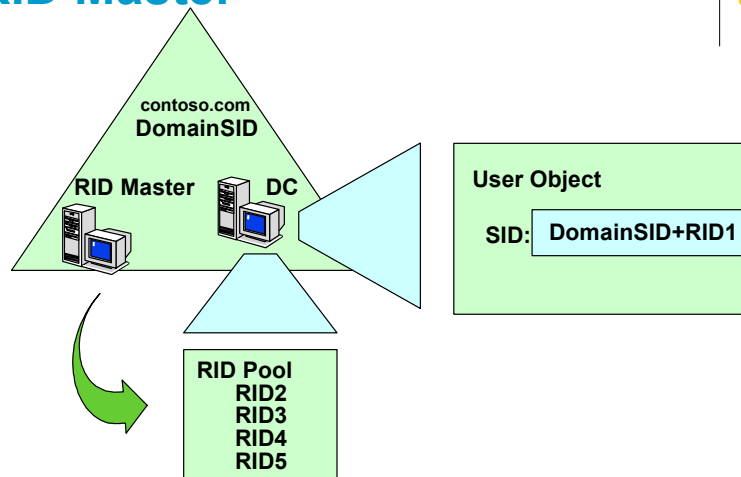 RID Master
contoso.com
DomainSID
RID Master
DC
User Object
SID:
DomainSID+RID1
RID Pool
RID2
RID3
RID4
RID5